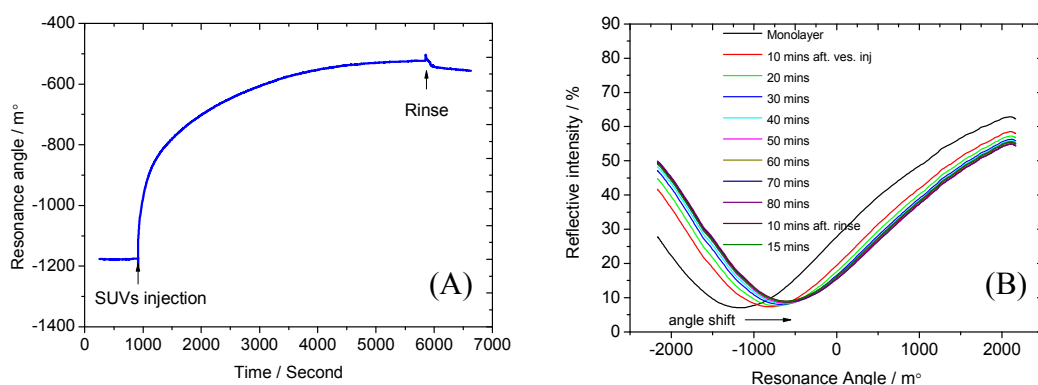 -400
-600
-800
-1000
-1200
-1400
Resonance angle / m°
Rinse
SUVs injection
(A)
0 1000 2000 3000 4000 5000 6000 7000
Time / Second
90
80
70
60
50
40
30
20
10
0
Reflective intensity / %
Monolayer
10 mins aft. ves. inj
20 mins
30 mins
40 mins
50 mins
60 mins
70 mins
80 mins
10 mins aft. rinse
15 mins
angle shift
(B)
-2000 -1000 0 1000 2000
Resonance Angle / m°